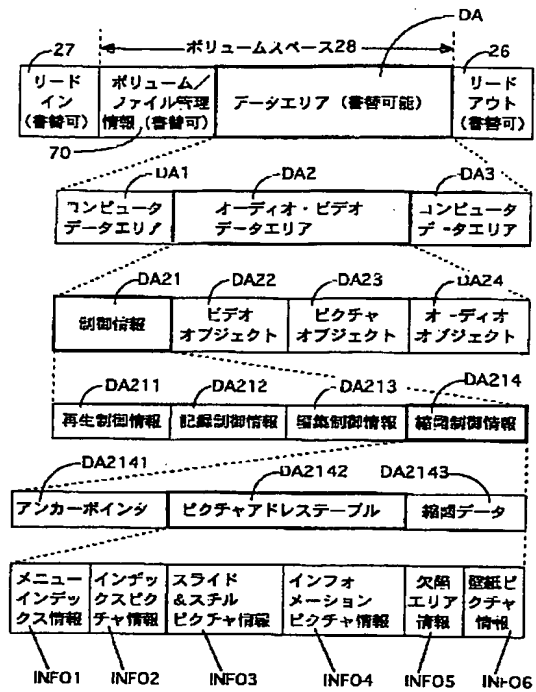 DA
ボリュームスペース28
27
26
リード
イン
(書替可)
ボリューム/
ファイル管理
情報(書替可)
データエリア(書替可能)
リード
アウト
(書替可)
70
DA1
DA2
DA3
コンピュータ
データエリア
オーディオ・ビデオ
データエリア
コンピュータ
データエリア
DA21
DA22
DA23
DA24
制御情報
ビデオ
オブジェクト
ピクチャ
オブジェクト
オーディオ
オブジェクト
DA211
DA212
DA213
DA214
再生制御情報
記録制御情報
編集制御情報
縮図制御情報
DA2141
DA2142
DA2143
アンカーポインタ
ピクチャアドレステーブル
縮図データ
メニュー
インデッ
クス情報
インデッ
クスピク
チャ情報
スライド
&スチル
ピクチャ情報
インフォ
メーション
ピクチャ情報
欠陥
エリア
情報
壁紙ピ
クチャ
情報
INFO1
INFO2
INFO3
INFO4
INFO5
INFO6